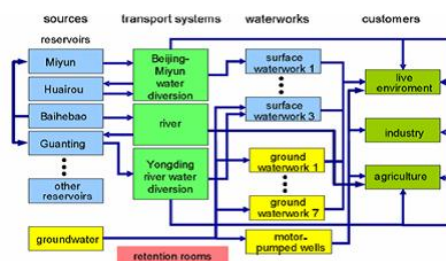 sources
transport systems
waterworks
customers
reservoirs
Miyun
Huairou
Baihebao
Guanting
other
reservoirs
groundwater
Beijing-
Miyun
water
diversion
river
Yongding
river water
diversion
retention rooms
surface
waterwork 1
surface
waterwork 3
ground
waterwork 1
ground
waterwork 7
motor-
pumped wells
live
enviroment
industry
agriculture